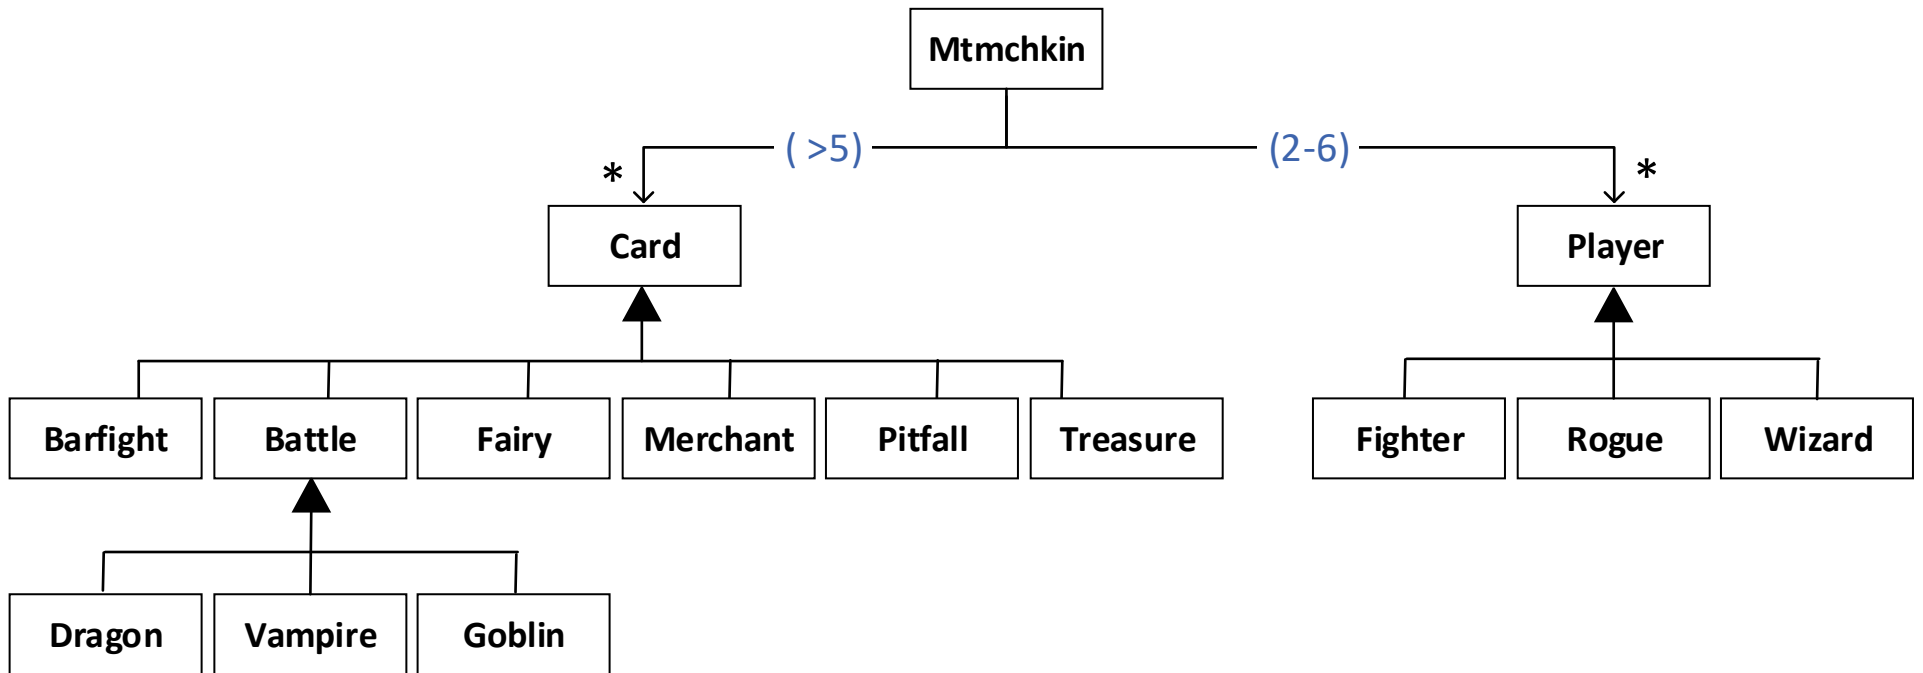 Mtmchkin
( >5)
(2-6)
*
*
Card
Player
Barfight
Battle
Fairy
Merchant
Pitfall
Treasure
Fighter
Rogue
Wizard
Dragon
Vampire
Goblin